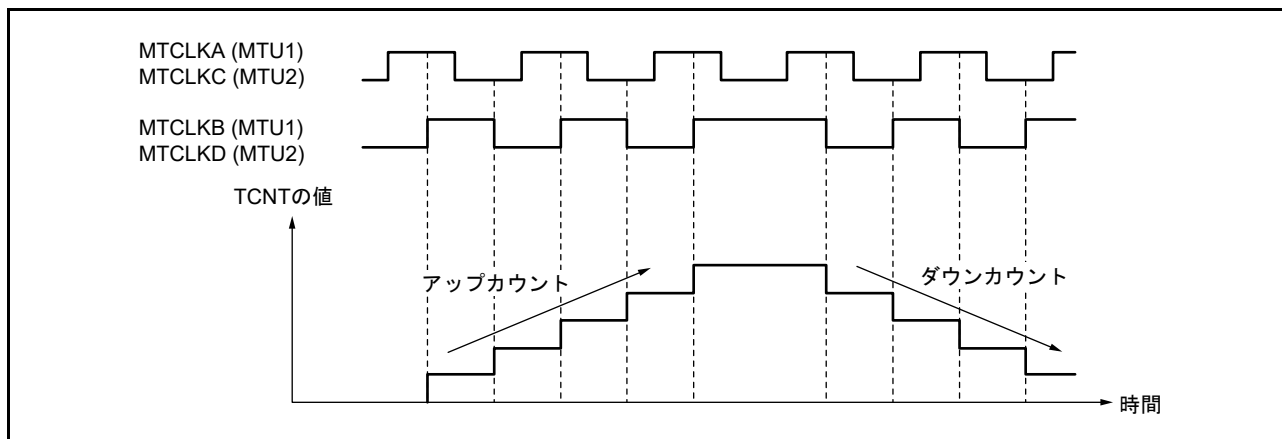 MTCLKA (MTU1)
MTCLKC (MTU2)
MTCLKB (MTU1)
MTCLKD (MTU2)
TCNTの値
アップカウント
ダウンカウント
時間